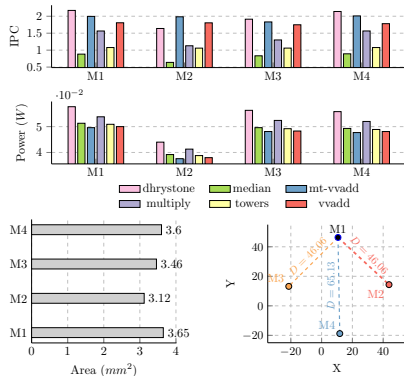 IPC
2
1.5
1
0.5
M1 M2 M3 M4
·10⁻²
Power (W)
5
4
M1 M2 M3 M4
dhrystone median mt-vvadd
multiply towers vvadd
M4 3.6
M3 3.46
M2 3.12
M1 3.65
0 1 2 3 4
Area (mm²)
Y
40
20
0
−20
M1
D = 46.06
D = 65.13
D = 46.06
M3
M2
M4
−20 0 20 40
X